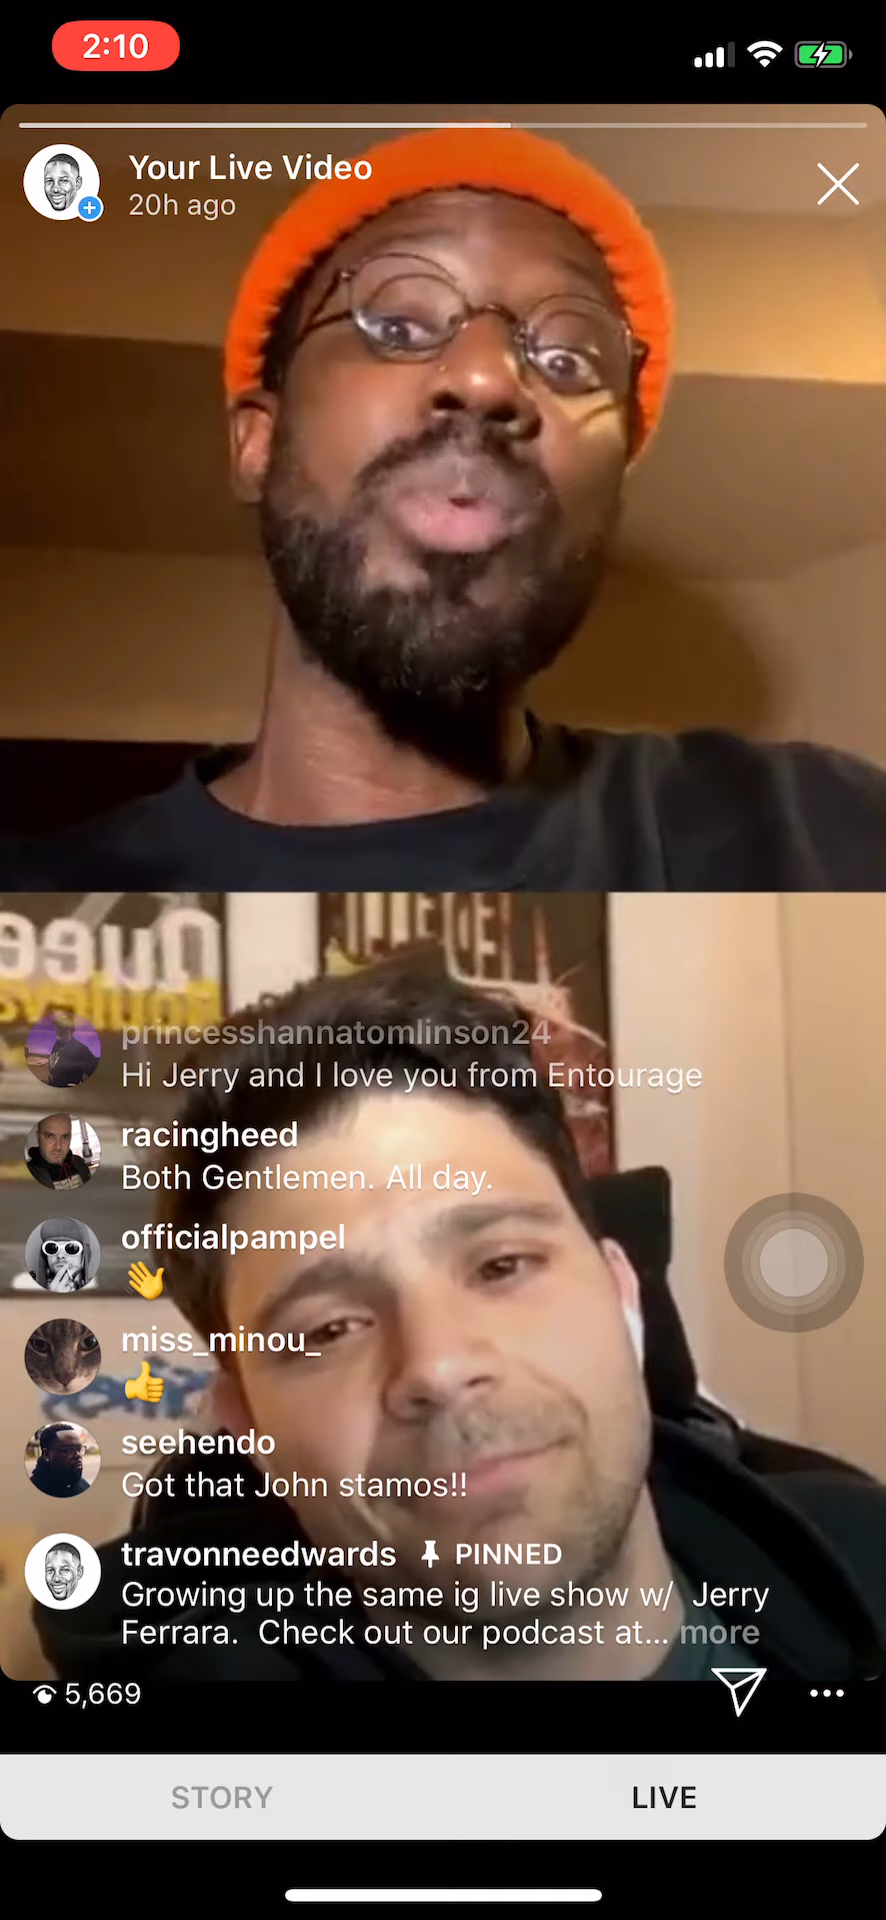 2:10
Your Live Video
20h ago
Quee
Boulevar
princesshannatomlinson24
Hi Jerry and I love you from Entourage
racingheed
Both Gentlemen. All day.
officialpampel
👋
miss_minou_
👍
seehendo
Got that John stamos!!
travonneedwards PINNED
Growing up the same ig live show w/ Jerry
Ferrara. Check out our podcast at... more
5,669
STORY LIVE